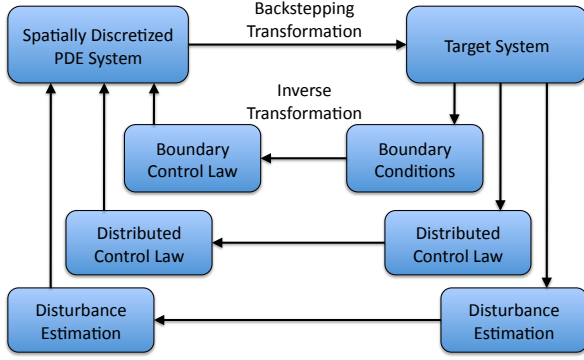 Backstepping
Transformation
Spatially Discretized
PDE System
Target System
Inverse
Transformation
Boundary
Control Law
Boundary
Conditions
Distributed
Control Law
Distributed
Control Law
Disturbance
Estimation
Disturbance
Estimation